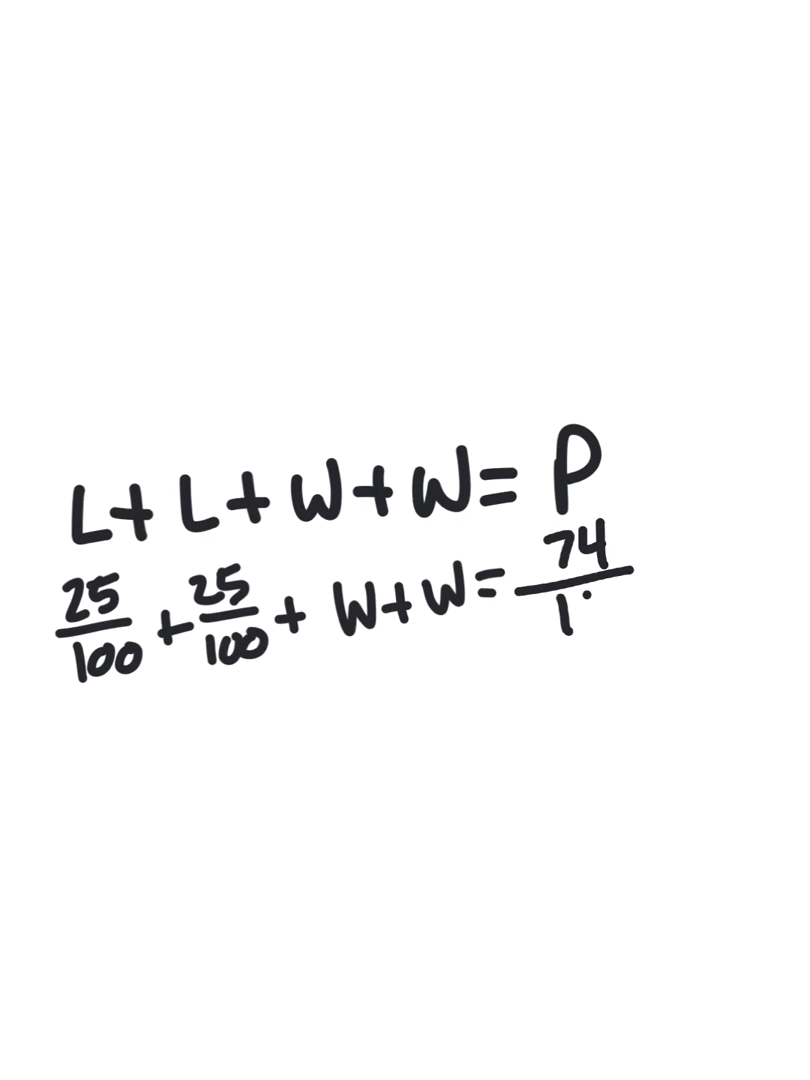 L + L + W + W = P
25/100 + 25/100 + W + W = 74/1